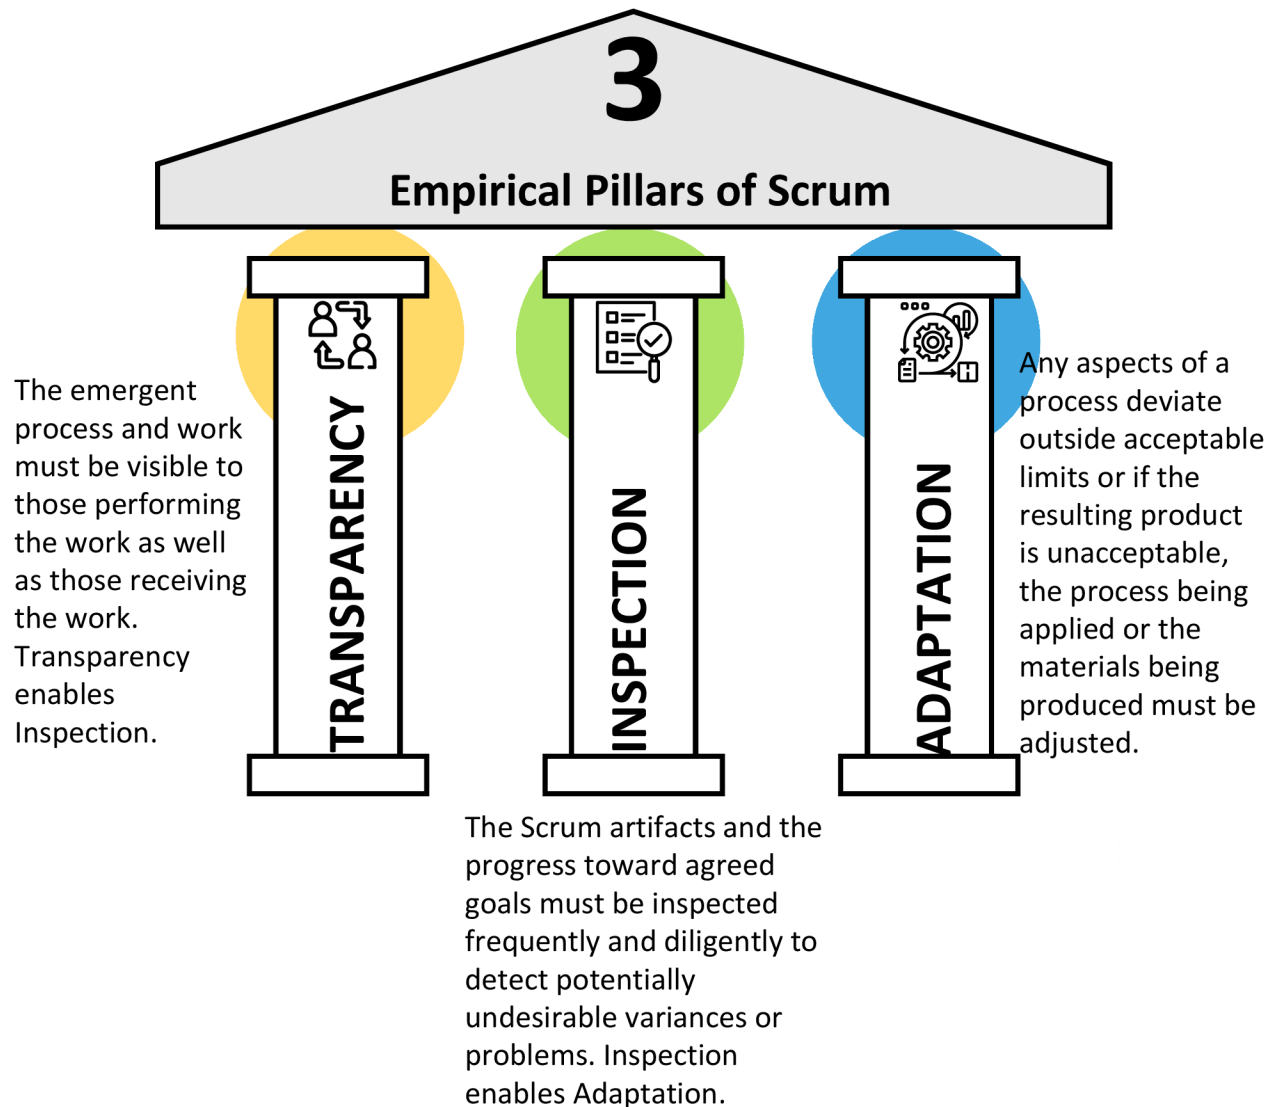 3
Empirical Pillars of Scrum
TRANSPARENCY
The emergent
process and work
must be visible to
those performing
the work as well
as those receiving
the work.
Transparency
enables
Inspection.
INSPECTION
The Scrum artifacts and the
progress toward agreed
goals must be inspected
frequently and diligently to
detect potentially
undesirable variances or
problems. Inspection
enables Adaptation.
ADAPTATION
Any aspects of a
process deviate
outside acceptable
limits or if the
resulting product
is unacceptable,
the process being
applied or the
materials being
produced must be
adjusted.